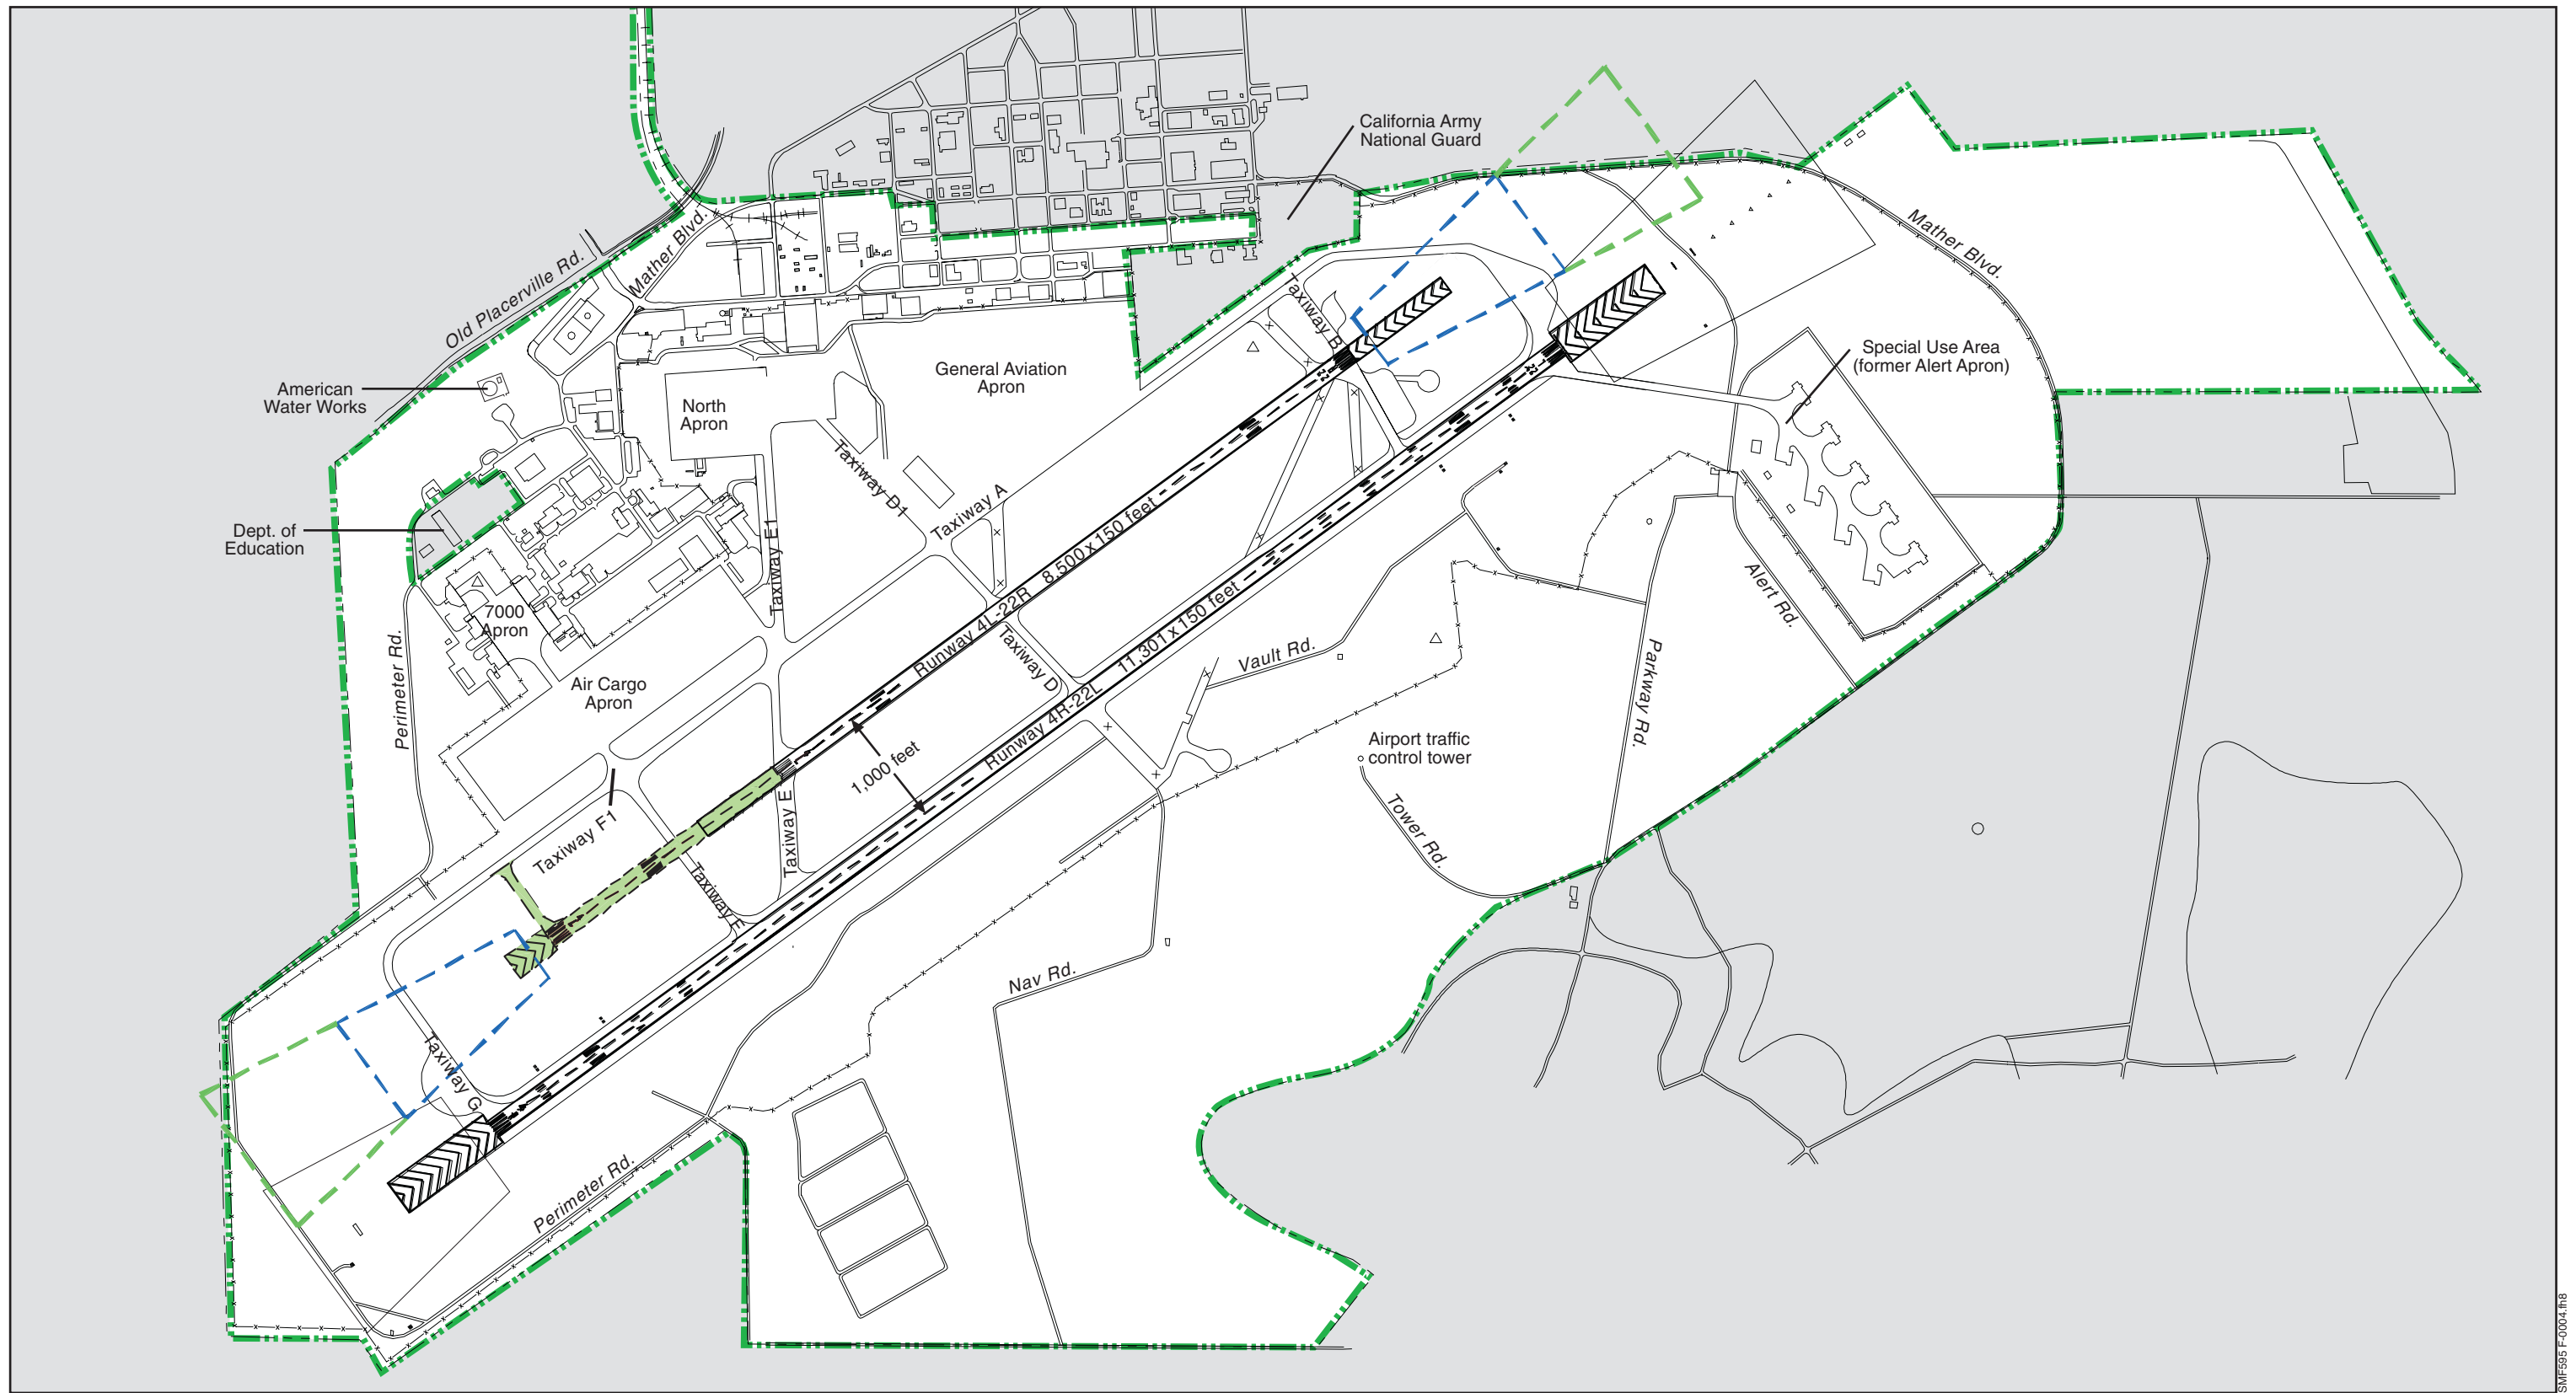 California Army
National Guard
Mather Blvd.
Old Placerville Rd.
Mather Blvd.
Taxiway B
General Aviation
Apron
Special Use Area
(former Alert Apron)
American
Water Works
North
Apron
22
22
Taxiway D1
Taxiway A
Dept. of
Education
Taxiway E1
Runway 4L-22R 8,500 x 150 feet
7000
Apron
Alert Rd.
Perimeter Rd.
Taxiway D
Runway 4R-22L 11,301 x 150 feet
Vault Rd.
Parkway Rd.
Air Cargo
Apron
1,000 feet
Airport traffic
control tower
Taxiway E
Tower Rd.
Taxiway F1
Taxiway F
Nav Rd.
Taxiway G
Perimeter Rd.
SMF595 F-0004.fh8